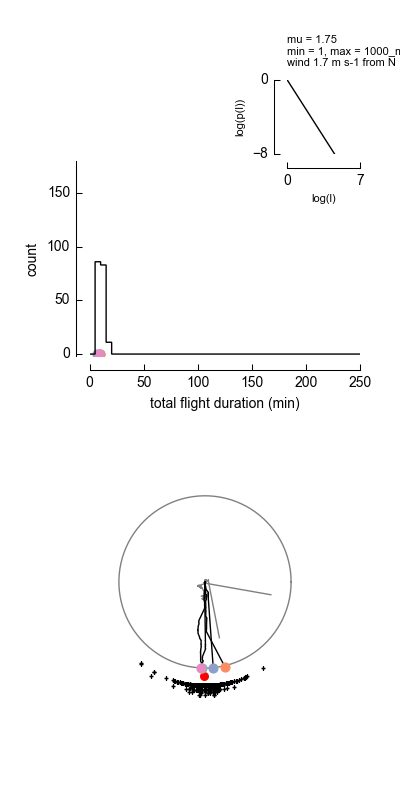 mu = 1.75
min = 1, max = 1000_m
wind 1.7 m s-1 from N
0
−8
log(p(l))
0
7
log(l)
150
100
50
0
count
0
50
100
150
200
250
total flight duration (min)